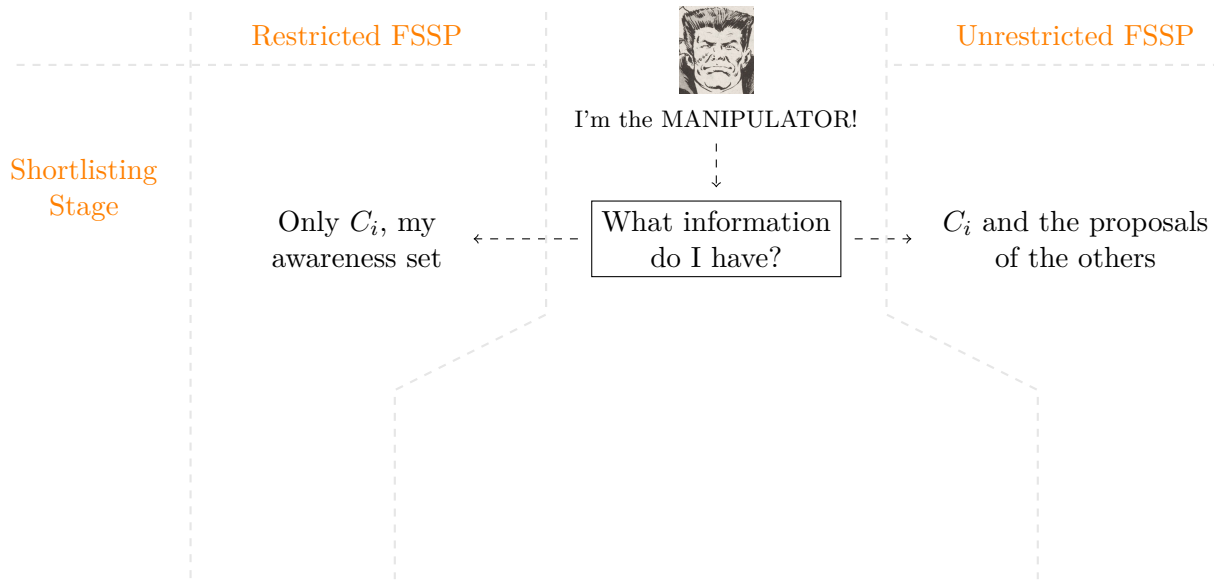 Restricted FSSP
Unrestricted FSSP
I'm the MANIPULATOR!
Shortlisting
Stage
Only C_i, my
awareness set
What information
do I have?
C_i and the proposals
of the others